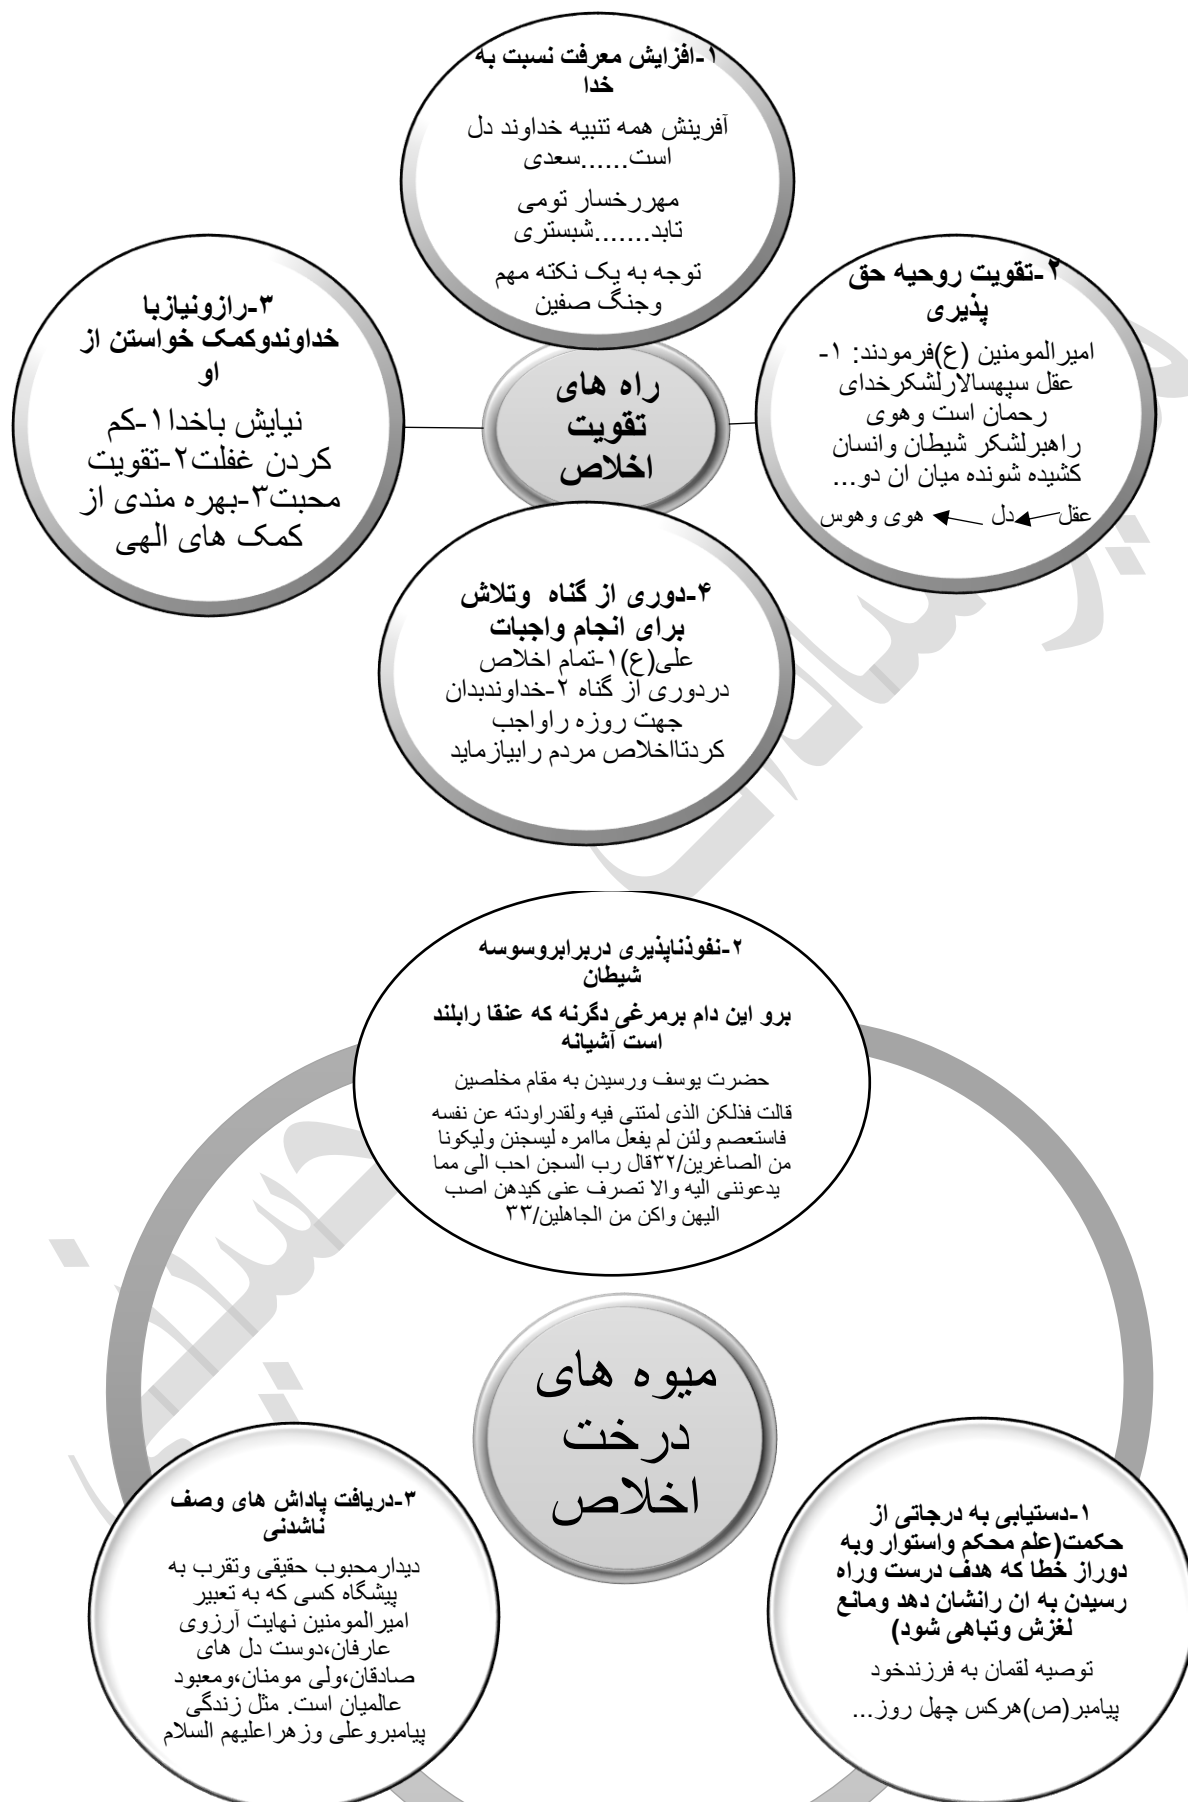 ۱-افزایش معرفت نسبت به
خدا
آفرینش همه تنبیه خداوند دل
است......سعدی
مهررخسار تومی
تابد.......شبستری
توجه به یک نکته مهم
وجنگ صفین
۲-تقویت روحیه حق
پذیری
امیرالمومنین (ع)فرمودند: ۱-
عقل سپهسالارلشکرخدای
رحمان است وهوی
راهبرلشکر شیطان وانسان
کشیده شونده میان ان دو...
عقل دل هوی وهوس
۳-رازونیازبا
خداوندوکمک خواستن از
او
نیایش باخدا۱-کم
کردن غفلت۲-تقویت
محبت۳-بهره مندی از
کمک های الهی
راه های
تقویت
اخلاص
۴-دوری از گناه وتلاش
برای انجام واجبات
علی(ع)۱-تمام اخلاص
دردوری از گناه ۲-خداوندبدان
جهت روزه راواجب
کردتااخلاص مردم رابیازماید
۲-نفوذناپذیری دربرابروسوسه
شیطان
برو این دام برمرغی دگرنه که عنقا رابلند
است آشیانه
حضرت یوسف ورسیدن به مقام مخلصین
قالت فذلکن الذی لمتنی فیه ولقدراودته عن نفسه
فاستعصم ولئن لم یفعل ماامره لیسجنن ولیکونا
من الصاغرین/۳۲قال رب السجن احب الی مما
یدعوننی الیه والا تصرف عنی کیدهن اصب
الیهن واکن من الجاهلین/۳۳
میوه های
درخت
اخلاص
۱-دستیابی به درجاتی از
حکمت(علم محکم واستوار وبه
دوراز خطا که هدف درست وراه
رسیدن به ان رانشان دهد ومانع
لغزش وتباهی شود)
توصیه لقمان به فرزندخود
پیامبر(ص)هرکس چهل روز...
۳-دریافت پاداش های وصف
ناشدنی
دیدارمحبوب حقیقی وتقرب به
پیشگاه کسی که به تعبیر
امیرالمومنین نهایت آرزوی
عارفان،دوست دل های
صادقان،ولی مومنان،ومعبود
عالمیان است. مثل زندگی
پیامبروعلی وزهراعلیهم السلام